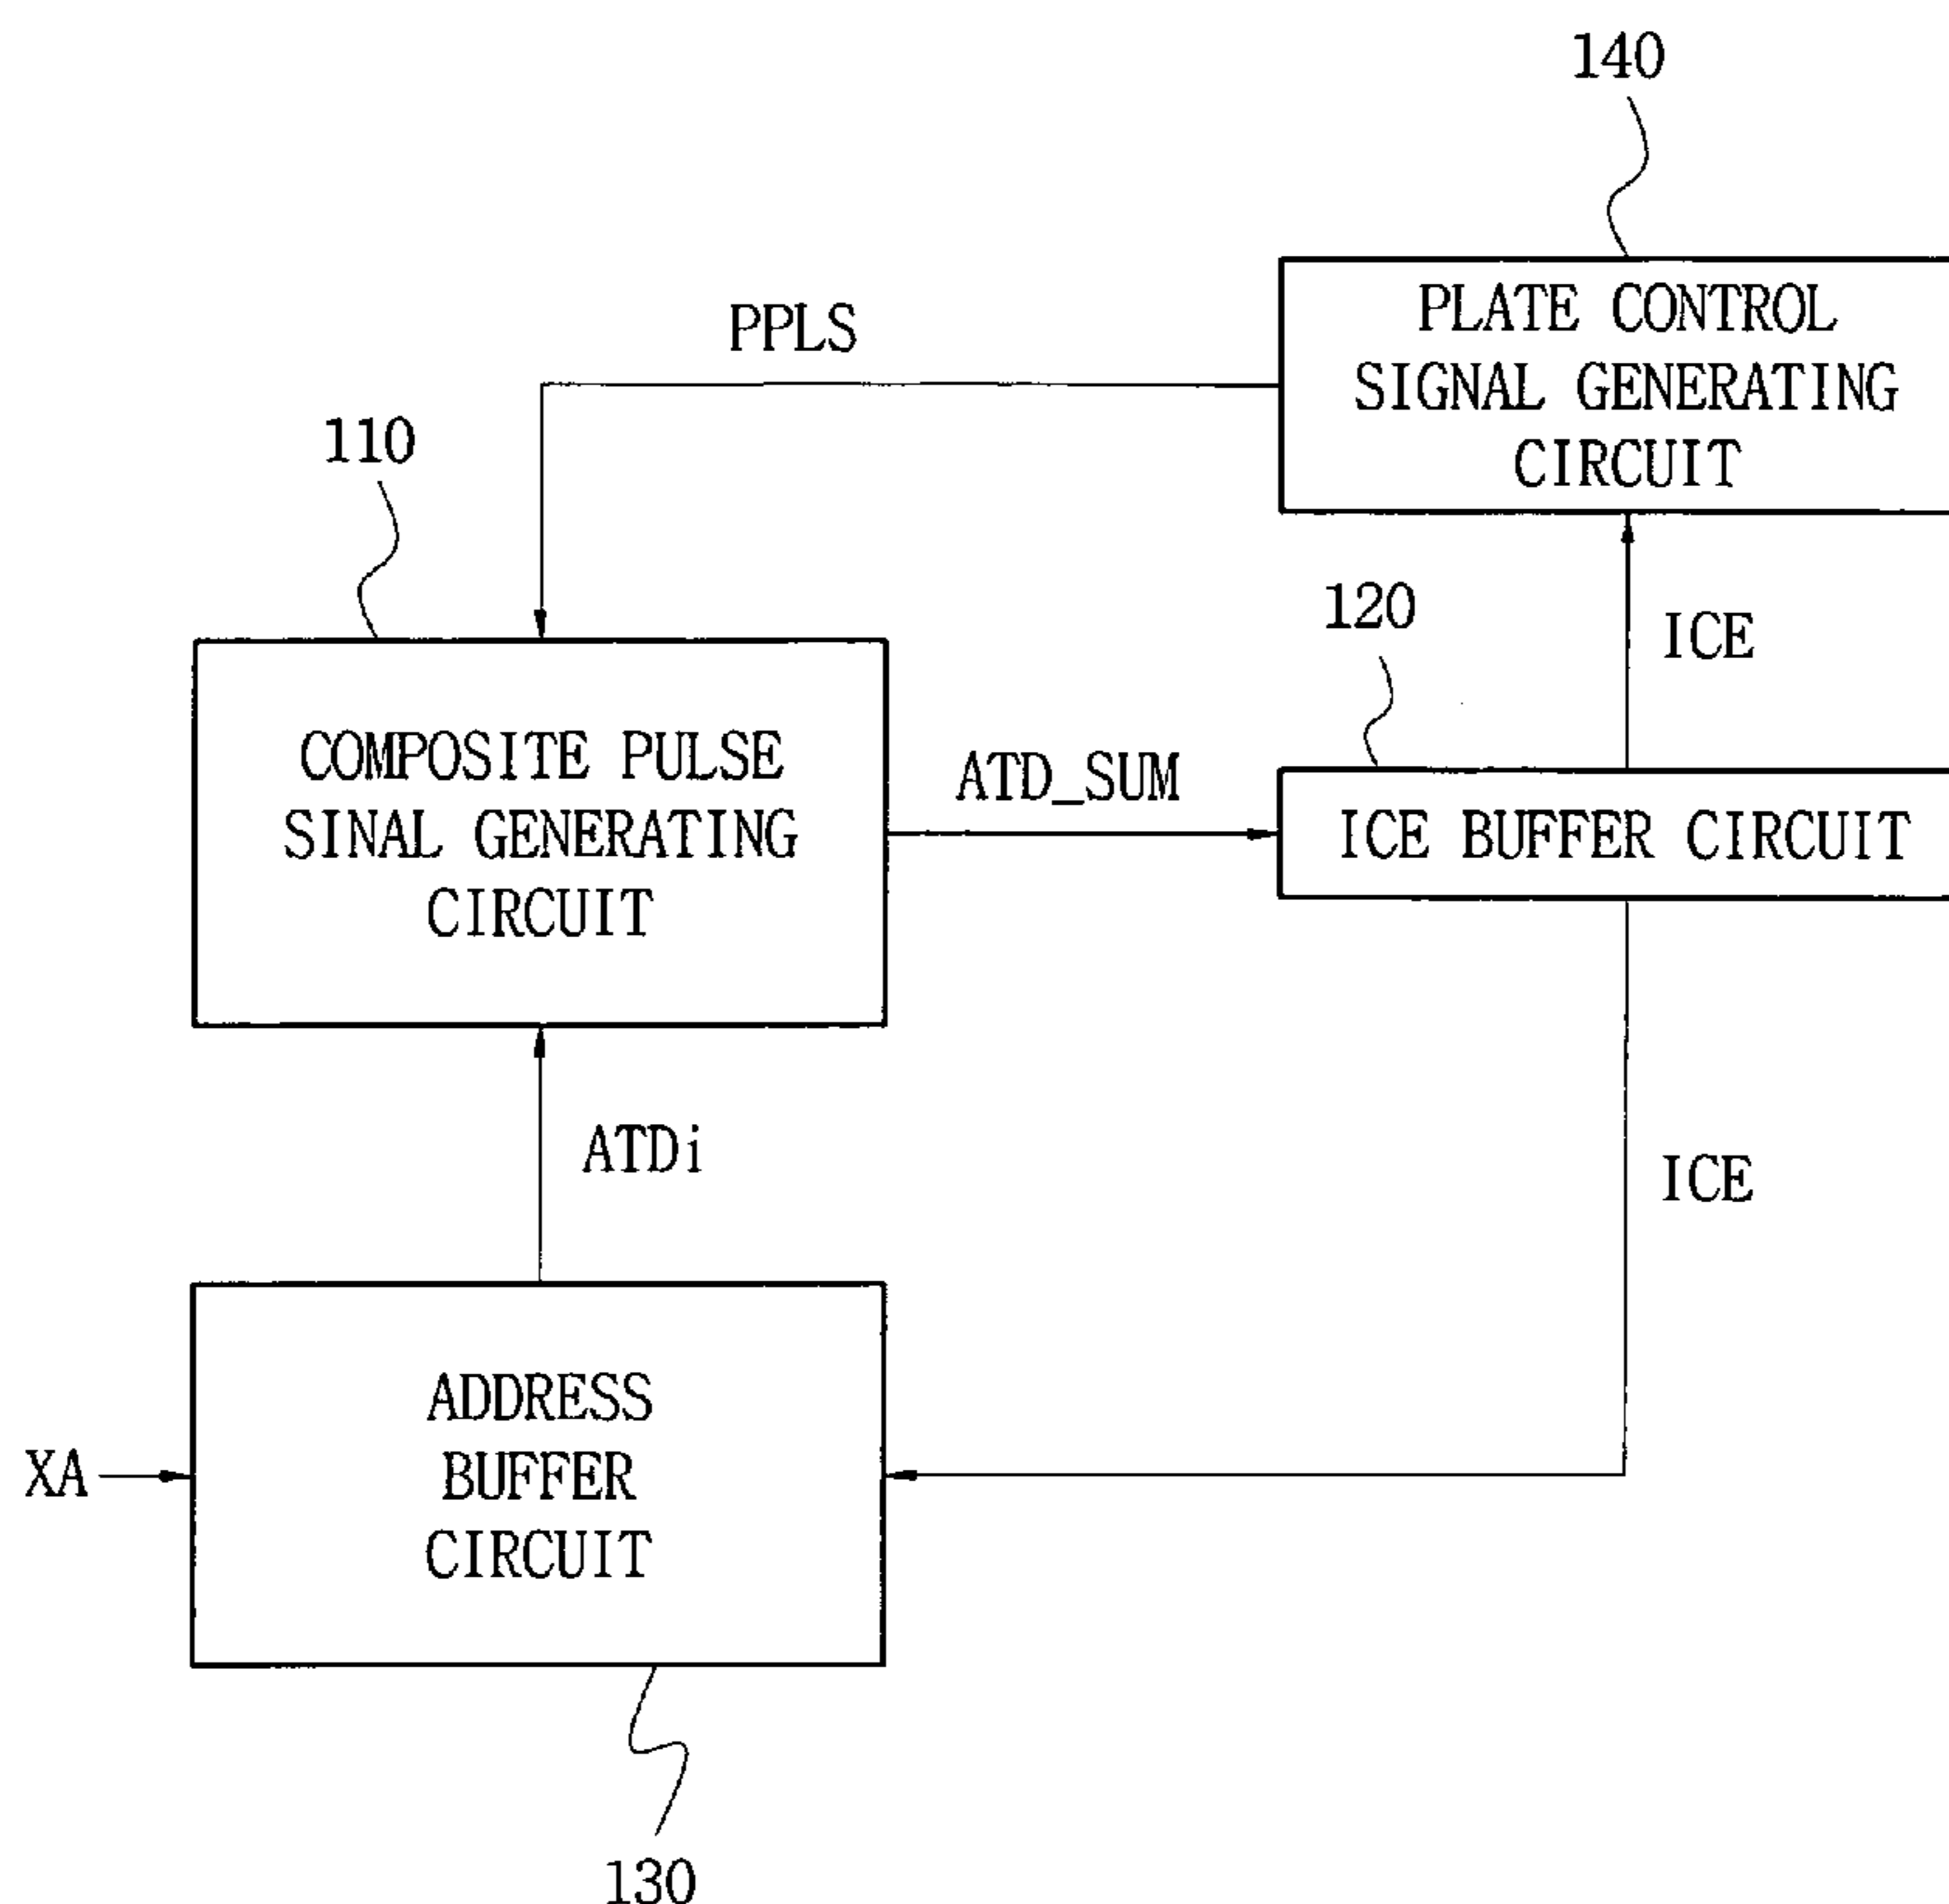 140
PLATE CONTROL
SIGNAL GENERATING
CIRCUIT
PPLS
110
120
ICE
COMPOSITE PULSE
SINAL GENERATING
CIRCUIT
ATD_SUM
ICE BUFFER CIRCUIT
ATDi
ICE
ADDRESS
BUFFER
CIRCUIT
XA
130